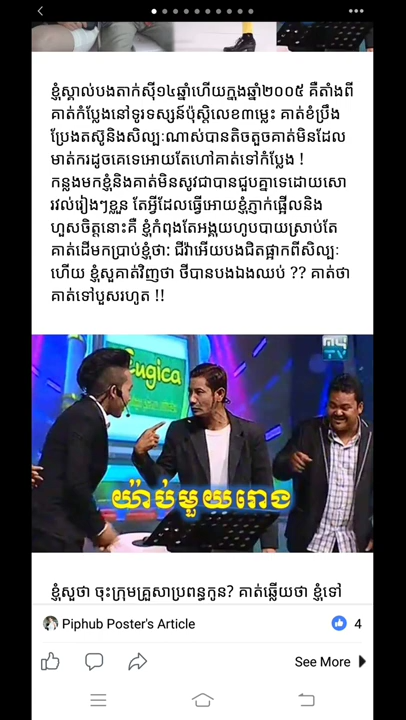 ខ្ញុំស្គាល់បងតាក់ស៊ី១៤ឆ្នាំហើយក្នុងឆ្នាំ២០០៥ គឺតាំងពី
គាត់កំប្លែងនៅទូរទស្សន៍ប៉ុស្តិលេខ៣ម្លេះ គាត់ខំប្រឹង
ប្រែងតស៊ូនិងសិល្បៈណាស់បានតិចតួចគាត់មិនដែល
មាត់ករដូចគេទេអោយតែហៅគាត់ទៅកំប្លែង !
កន្លងមកខ្ញុំនិងគាត់មិនសូវជាបានជួបគ្នាទេដោយសោ
រវល់រៀងៗខ្លួន តែអ្វីដែលធ្វើអោយខ្ញុំភ្ញាក់ផ្អើលនិង
ហួសចិត្តនោះគឺ ខ្ញុំកំពុងតែអង្គុយហូបបាយស្រាប់តែ
គាត់ដើមកប្រាប់ខ្ញុំថា: ជីវ៉ាអើយបងជិតផ្អាកពីសិល្បៈ
ហើយ ខ្ញុំសួគាត់វិញថា ថីបានបងឯងឈប់ ?? គាត់ថា
គាត់ទៅបួសរហូត !!
Eugica
M4
TV
យ៉ាប់មួយរោង
ខ្ញុំសួថា ចុះក្រុមគ្រួសាប្រពន្ធកូន? គាត់ឆ្លើយថា ខ្ញុំទៅ
Piphub Poster's Article
4
See More